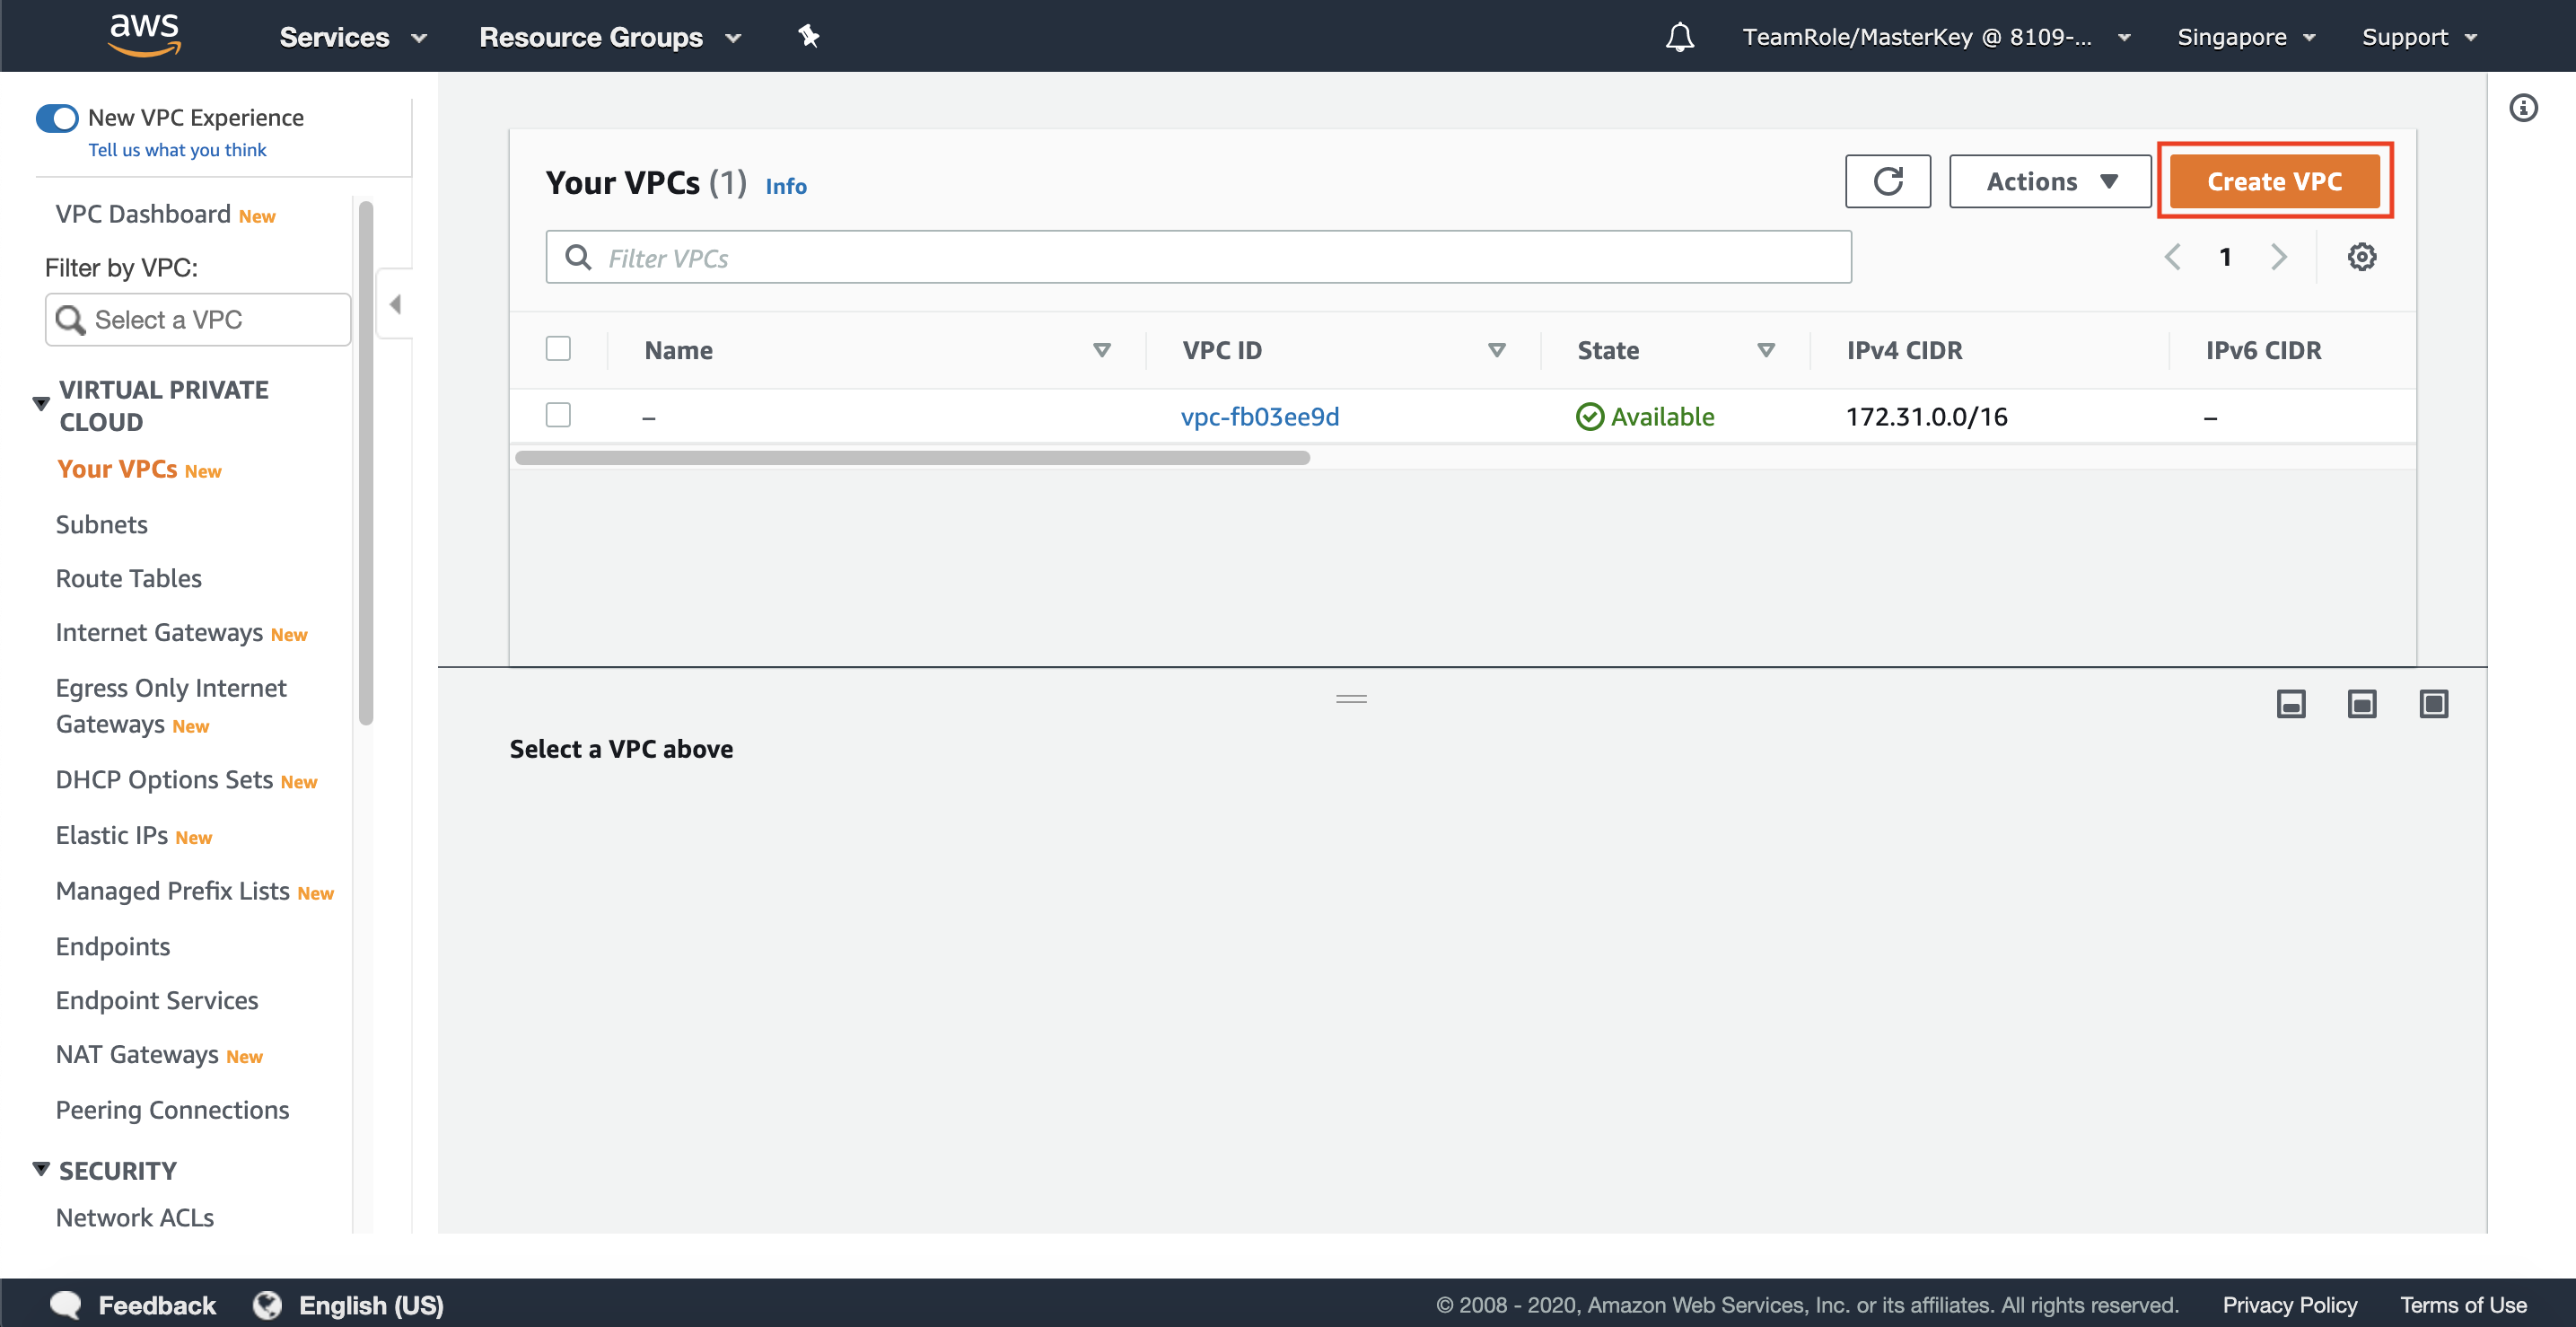 aws Services Resource Groups TeamRole/MasterKey @ 8109-... Singapore Support
New VPC Experience
Tell us what you think
VPC Dashboard New
Filter by VPC:
Select a VPC
VIRTUAL PRIVATE
CLOUD
Your VPCs New
Subnets
Route Tables
Internet Gateways New
Egress Only Internet
Gateways New
DHCP Options Sets New
Elastic IPs New
Managed Prefix Lists New
Endpoints
Endpoint Services
NAT Gateways New
Peering Connections
SECURITY
Network ACLs
Your VPCs (1) Info Actions Create VPC
Filter VPCs 1
Name VPC ID State IPv4 CIDR IPv6 CIDR
– vpc-fb03ee9d Available 172.31.0.0/16 –
Select a VPC above
Feedback English (US) © 2008 - 2020, Amazon Web Services, Inc. or its affiliates. All rights reserved. Privacy Policy Terms of Use